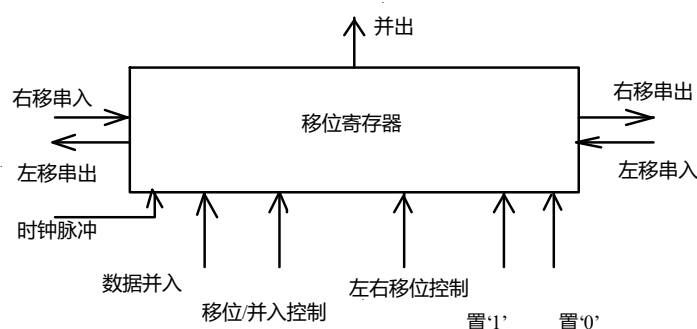 并出
右移串入
右移串出
移位寄存器
左移串出
左移串入
时钟脉冲
数据并入
移位/并入控制
左右移位控制
置‘1’
置‘0’